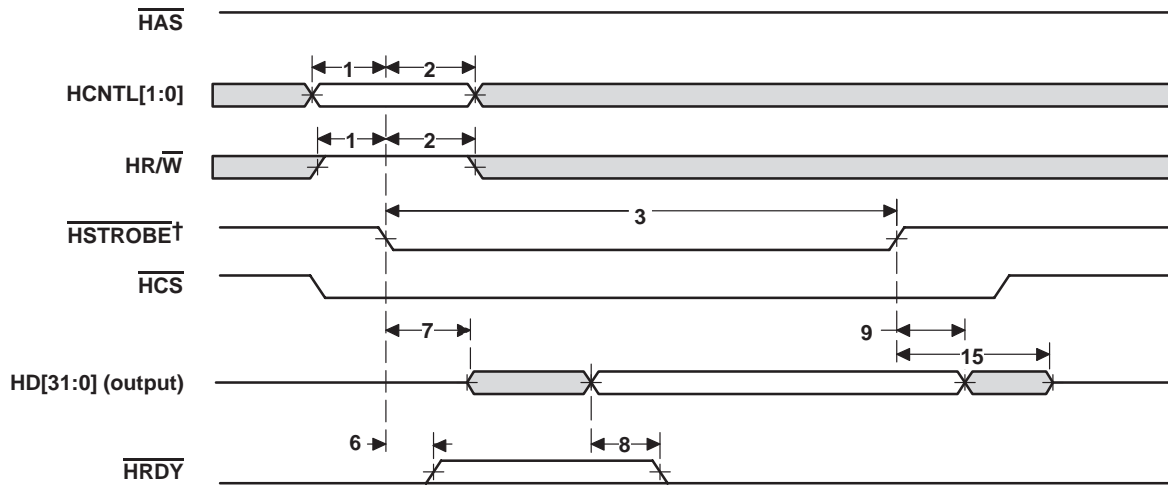 HAS
1 2
HCNTL[1:0]
1 2
HR/W
3
HSTROBE†
HCS
7 9
15
HD[31:0] (output)
6 8
HRDY